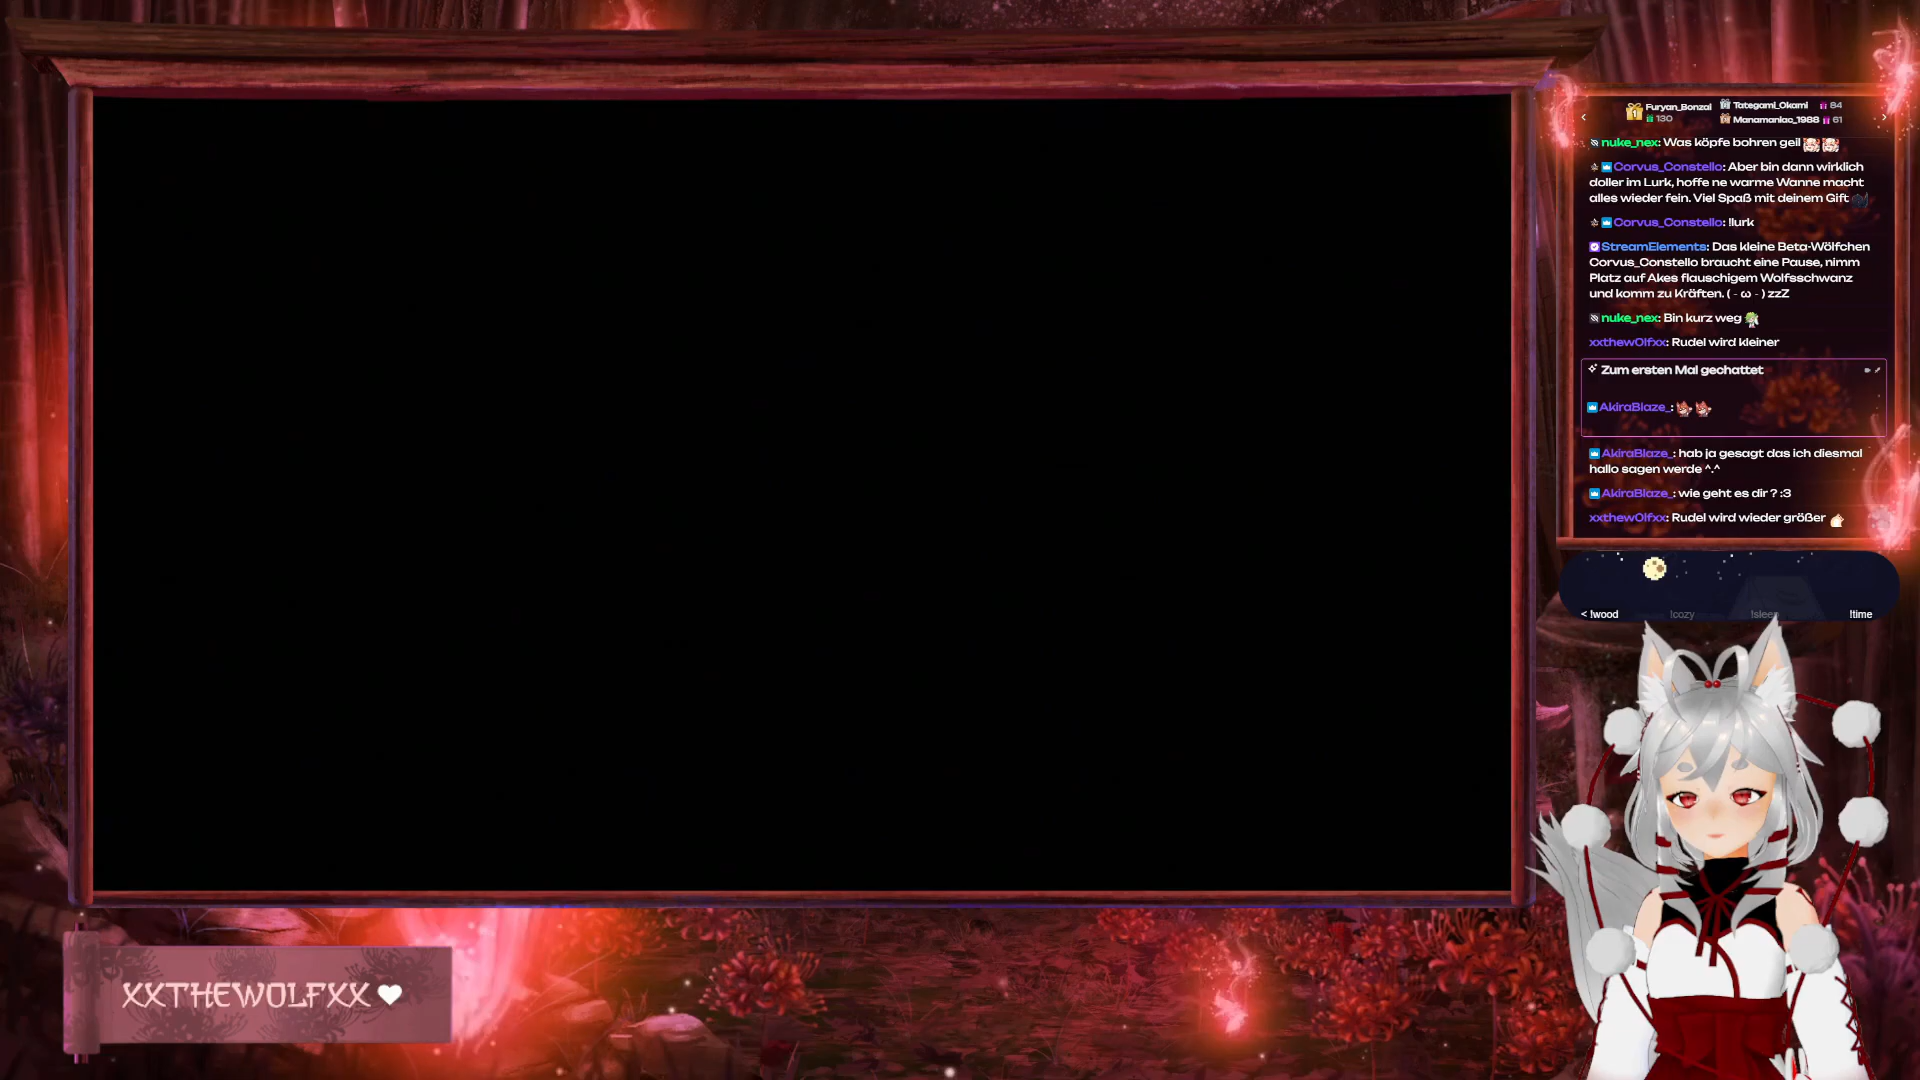 Furyan_Bonzai
130
Tategami_Okami 84
Manamaniac_1988 61
nuke_nex: Was köpfe bohren geil
Corvus_Constello: Aber bin dann wirklich
doller im Lurk, hoffe ne warme Wanne macht
alles wieder fein. Viel Spaß mit deinem Gift
Corvus_Constello: !lurk
StreamElements: Das kleine Beta-Wölfchen
Corvus_Constello braucht eine Pause, nimm
Platz auf Akes flauschigem Wolfsschwanz
und komm zu Kräften. ( - ω - ) zzZ
nuke_nex: Bin kurz weg
xxthew0lfxx: Rudel wird kleiner
Zum ersten Mal gechattet
AkiraBlaze_:
AkiraBlaze_: hab ja gesagt das ich diesmal
hallo sagen werde ^.^
AkiraBlaze_: wie geht es dir ? :3
xxthew0lfxx: Rudel wird wieder größer
< !wood !cozy !sleep !time
XXTHEW0LFXX